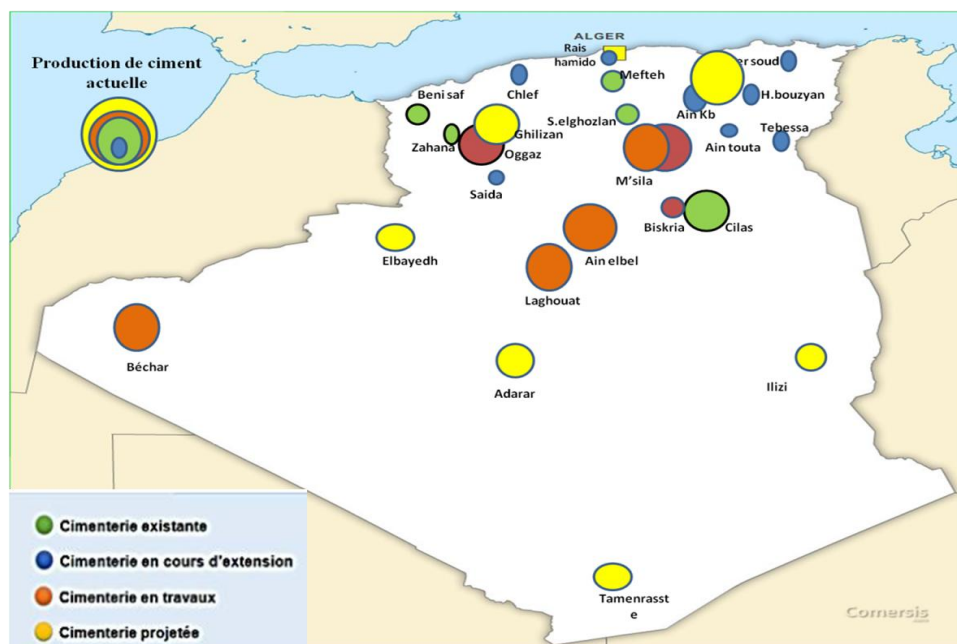 ALGER
Production de ciment
actuelle
Rais
hamido
er soud
Mefteh
Beni saf
Chlef
H.bouzyan
Ain Kb
S.elghozlan
Ghilizan
Tebessa
Zahana
Oggaz
Ain touta
M'sila
Saida
Biskria
Cilas
Elbayedh
Ain elbel
Laghouat
Béchar
Adarar
Ilizi
Cimenterie existante
Cimenterie en cours d'extension
Cimenterie en travaux
Cimenterie projetée
Tamenrasst
e
Comersis
.com